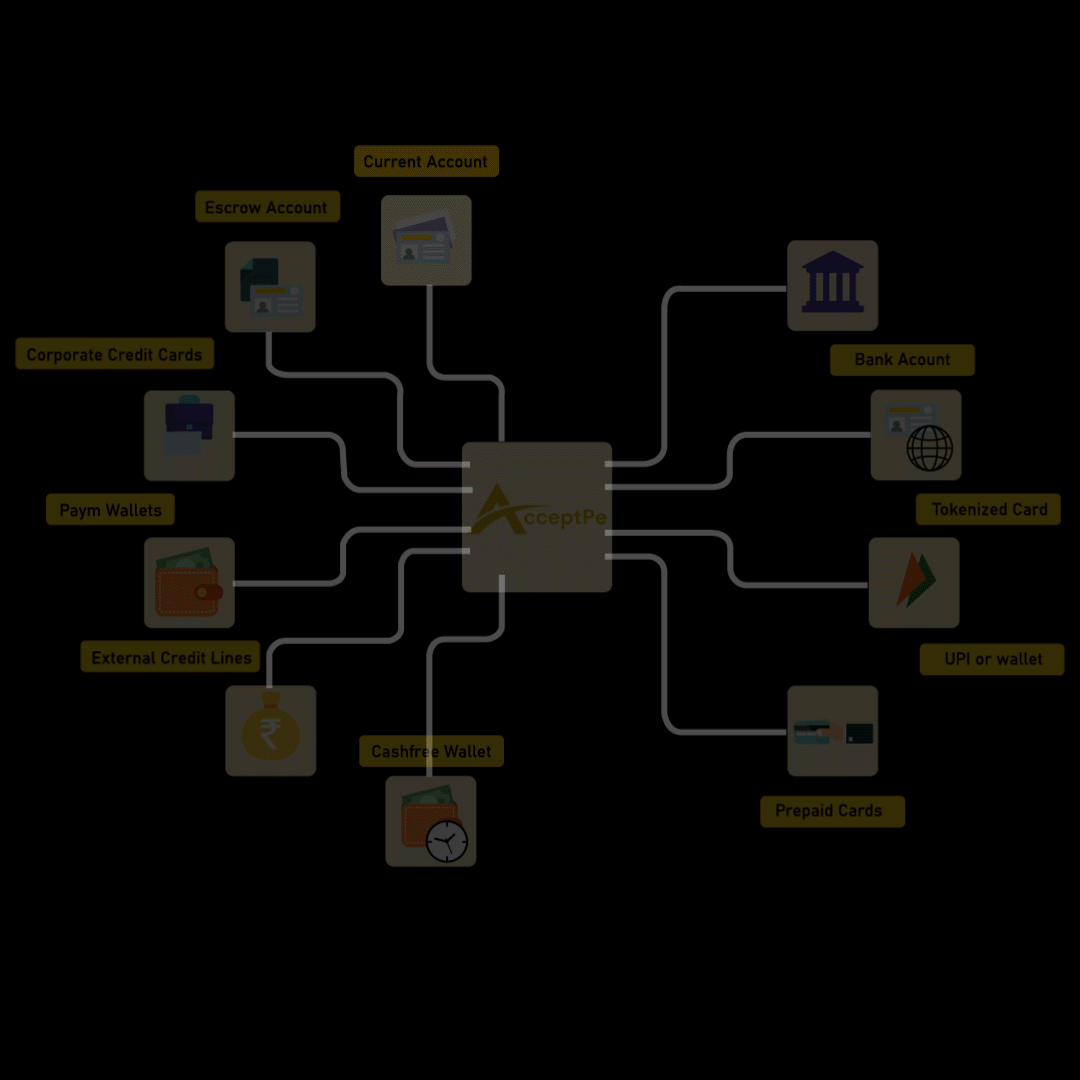 Current Account
Escrow Account
Corporate Credit Cards
Bank Acount
Paym Wallets
Tokenized Card
AcceptPe
External Credit Lines
UPI or wallet
₹
Cashfree Wallet
Prepaid Cards